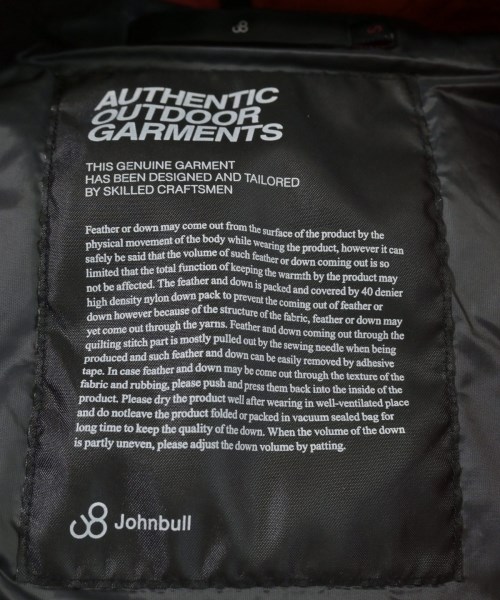 AUTHENTIC
OUTDOOR
GARMENTS
THIS GENUINE GARMENT
HAS BEEN DESIGNED AND TAILORED
BY SKILLED CRAFTSMEN
Feather or down may come out from the surface of the product by the
physical movement of the body while wearing the product, however it can
safely be said that the volume of such feather or down coming out is so
limited that the total function of keeping the warmth by the product may
not be affected. The feather and down is packed and covered by 40 denier
high density nylon down pack to prevent the coming out of feather or
down however because of the structure of the fabric, feather or down may
yet come out through the yarns. Feather and down coming out through the
quilting stitch part is mostly pulled out by the sewing needle when being
produced and such feather and down can be easily removed by adhesive
tape. In case feather and down may be come out through the texture of the
fabric and rubbing, please push and press them back into the inside of the
product. Please dry the product well after wearing in well-ventilated place
and do notleave the product folded or packed in vacuum sealed bag for
long time to keep the quality of the down. When the volume of the down
is partly uneven, please adjust the down volume by patting.
Johnbull